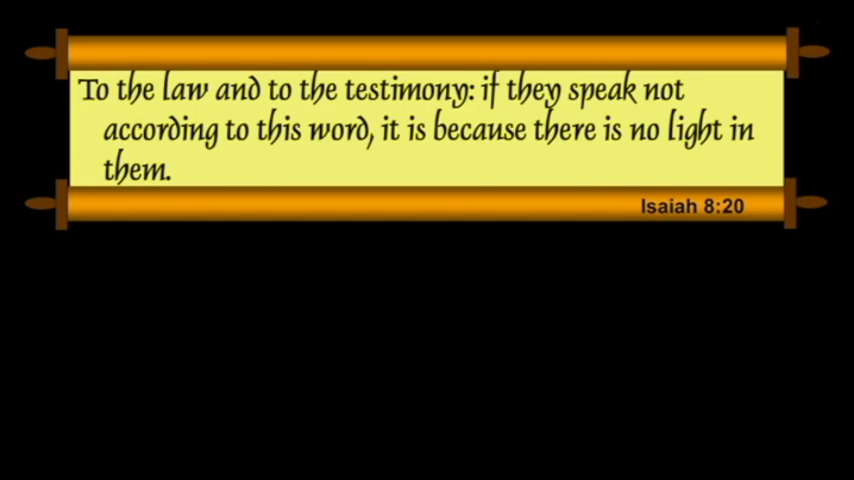 To the law and to the testimony: if they speak not
according to this word, it is because there is no light in
them.
Isaiah 8:20